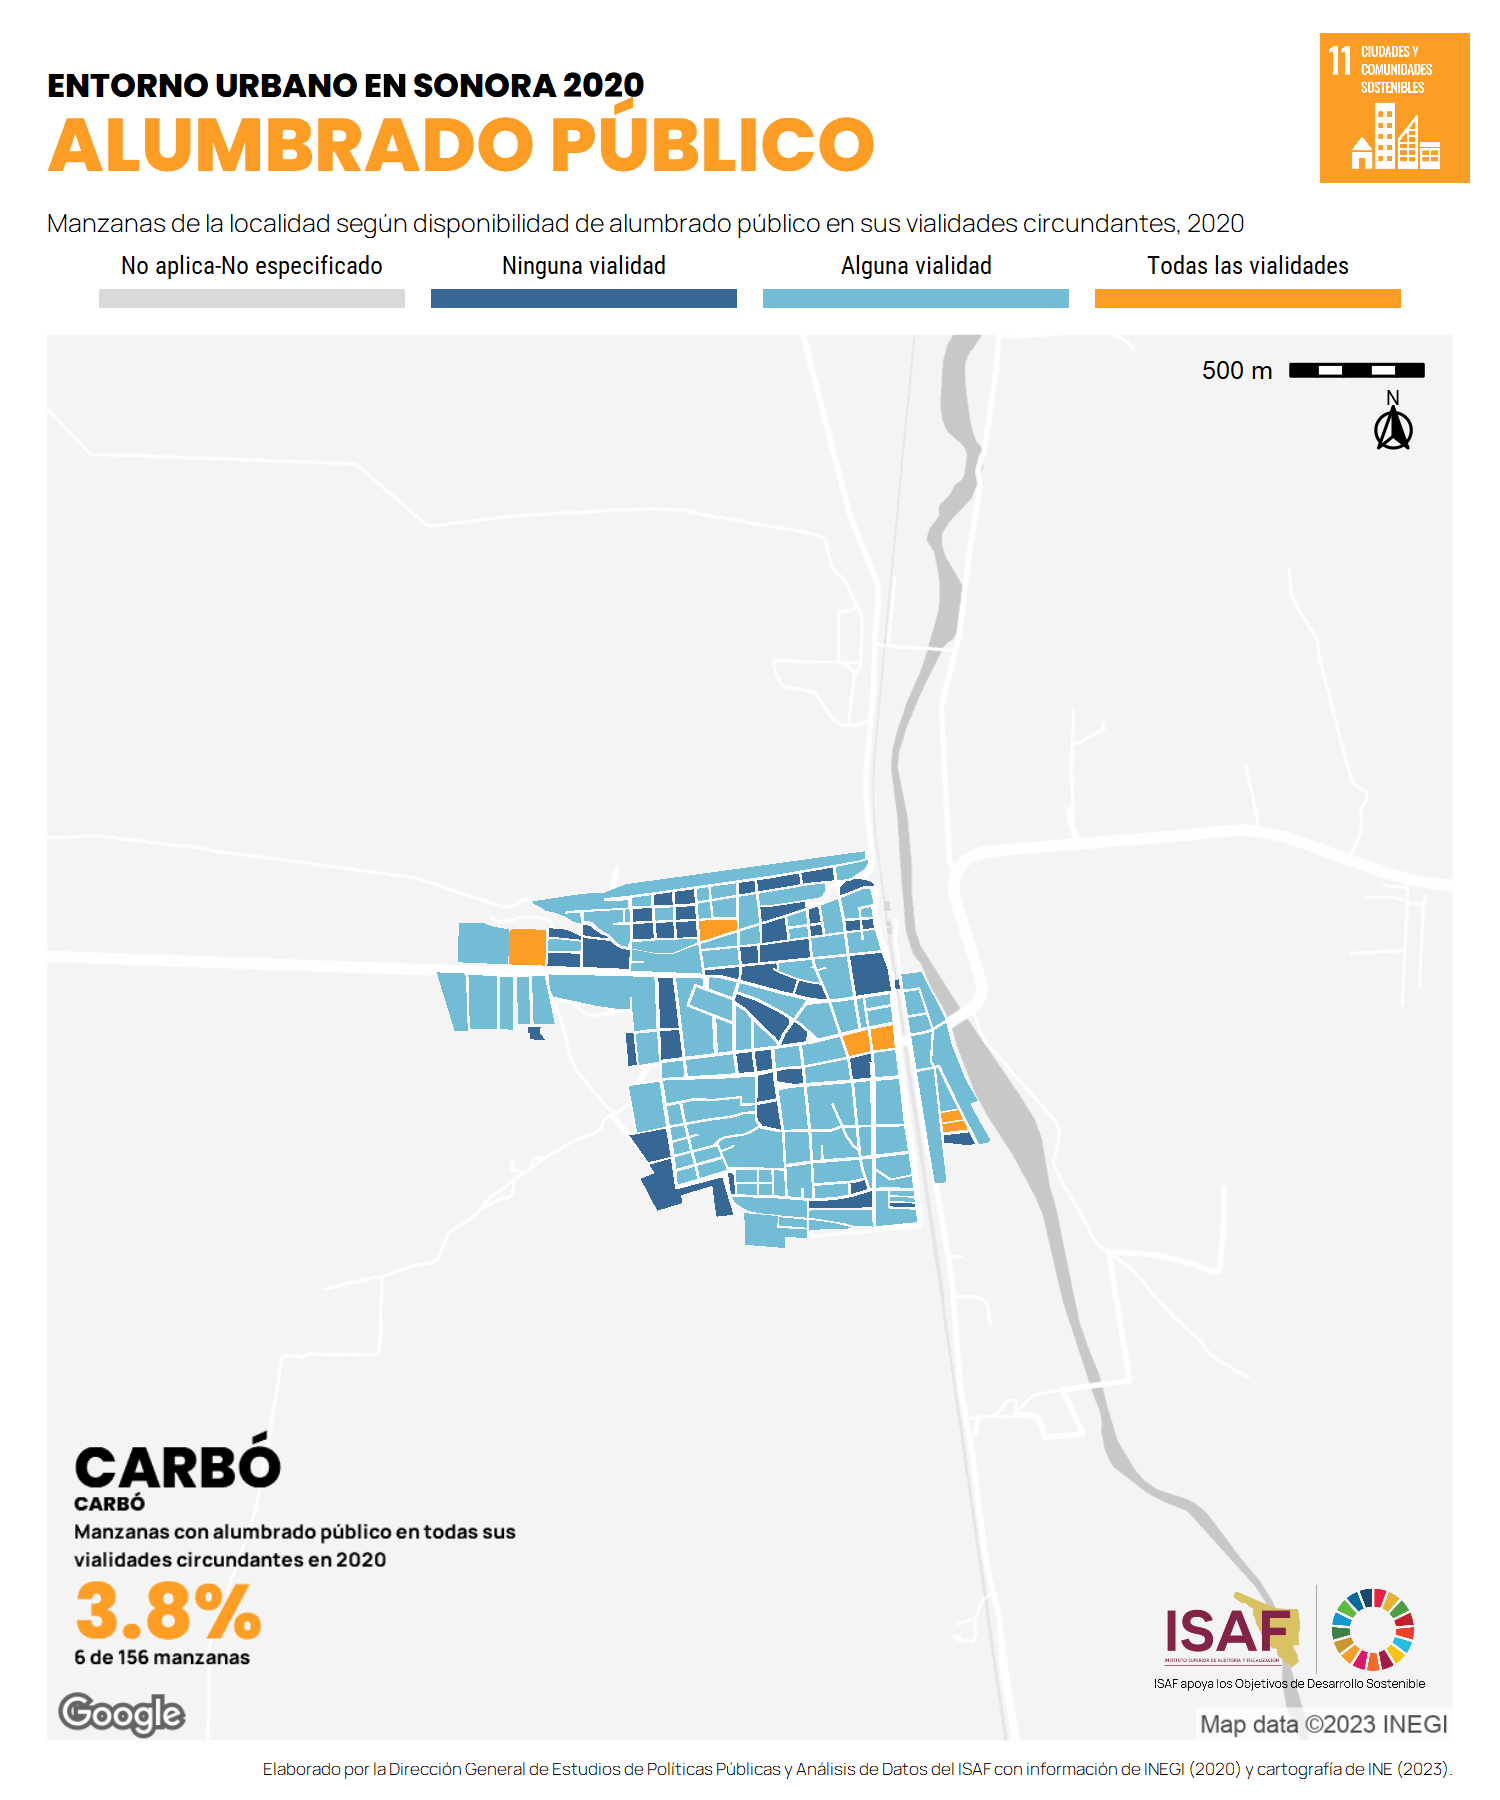 ENTORNO URBANO EN SONORA 2020
ALUMBRADO PÚBLICO
11 CIUDADES Y
COMUNIDADES
SOSTENIBLES
Manzanas de la localidad según disponibilidad de alumbrado público en sus vialidades circundantes, 2020
No aplica-No especificado
Ninguna vialidad
Alguna vialidad
Todas las vialidades
500 m
N
CARBÓ
CARBÓ
Manzanas con alumbrado público en todas sus
vialidades circundantes en 2020
3.8%
6 de 156 manzanas
Google
ISAF
INSTITUTO SUPERIOR DE AUDITORÍA Y FISCALIZACIÓN
ISAF apoya los Objetivos de Desarrollo Sostenible
Map data ©2023 INEGI
Elaborado por la Dirección General de Estudios de Políticas Públicas y Análisis de Datos del ISAF con información de INEGI (2020) y cartografía de INE (2023).